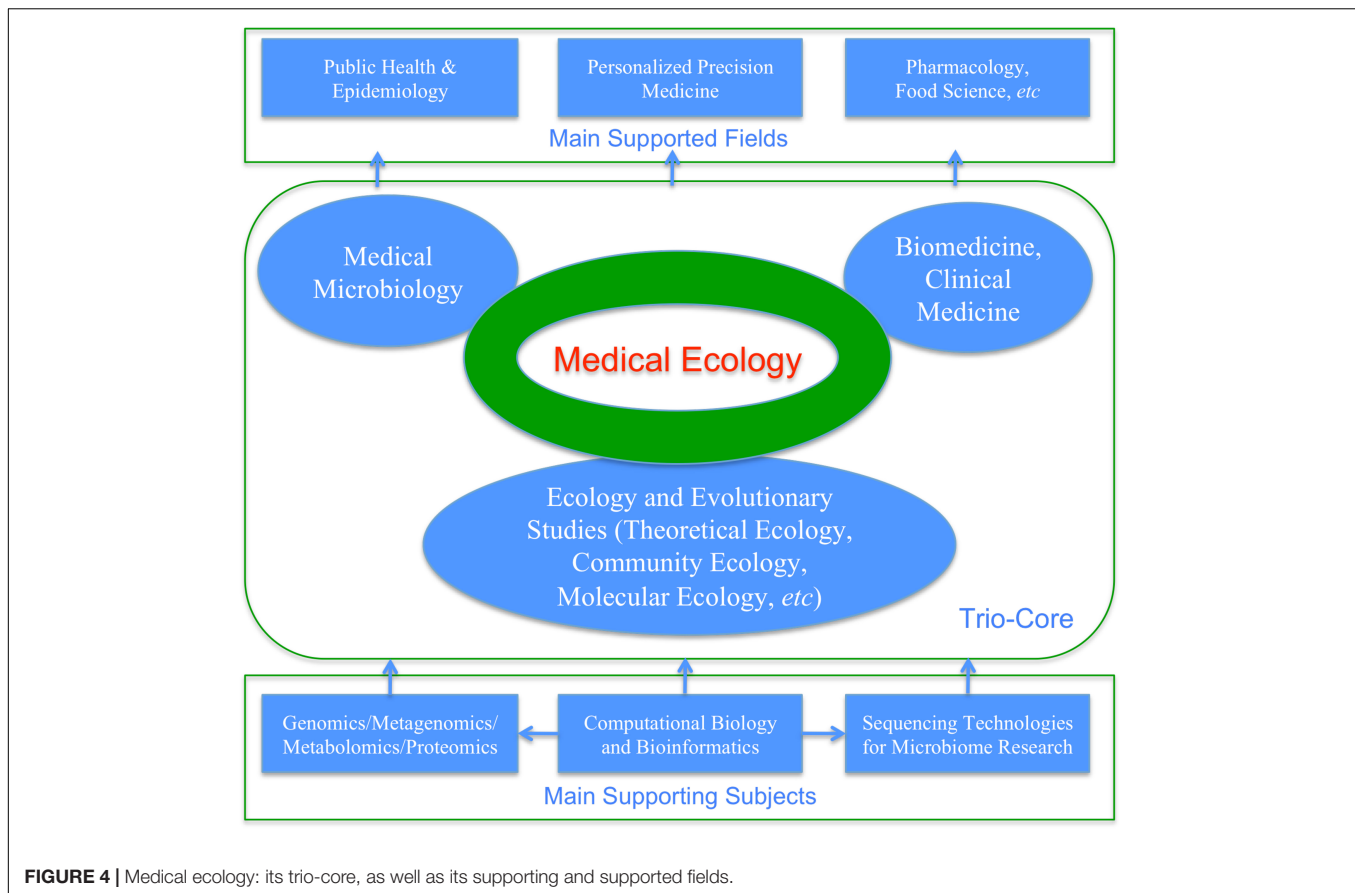 Public Health &
Epidemiology
Personalized Precision
Medicine
Pharmacology,
Food Science, etc
Main Supported Fields
Medical
Microbiology
Biomedicine,
Clinical
Medicine
Medical Ecology
Ecology and Evolutionary
Studies (Theoretical Ecology,
Community Ecology,
Molecular Ecology, etc)
Trio-Core
Genomics/Metagenomics/
Metabolomics/Proteomics
Computational Biology
and Bioinformatics
Sequencing Technologies
for Microbiome Research
Main Supporting Subjects
FIGURE 4 | Medical ecology: its trio-core, as well as its supporting and supported fields.